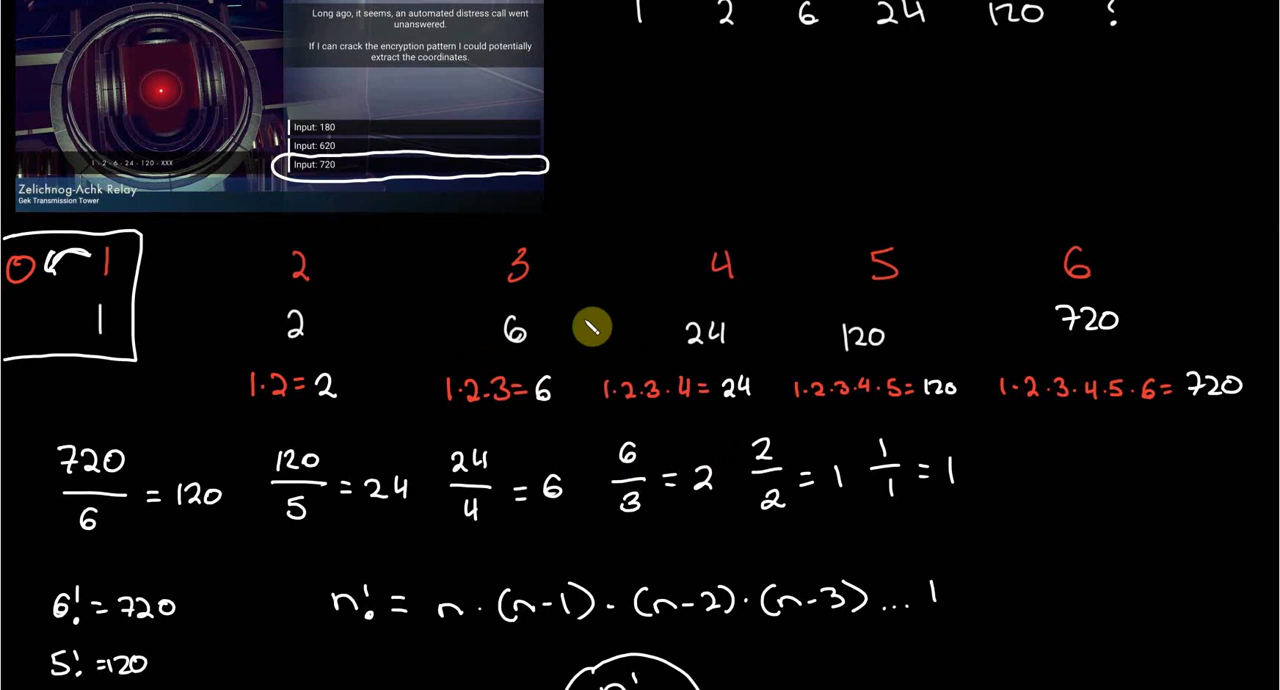 Long ago, it seems, an automated distress call went
unanswered.
If I can crack the encryption pattern I could potentially
extract the coordinates.
1 2 6 24 120 ?
Input: 180
Input: 620
Input: 720
1 - 2 - 6 - 24 - 120 - XXX
Zelichnog-Achk Relay
Gek Transmission Tower
0 1 2 3 4 5 6
1 2 6 24 120 720
1·2=2 1·2·3=6 1·2·3·4=24 1·2·3·4·5=120 1·2·3·4·5·6=720
720/6=120 120/5=24 24/4=6 6/3=2 2/2=1 1/1=1
6!=720 n!= n·(n-1)·(n-2)·(n-3)...1
5!=120
n!